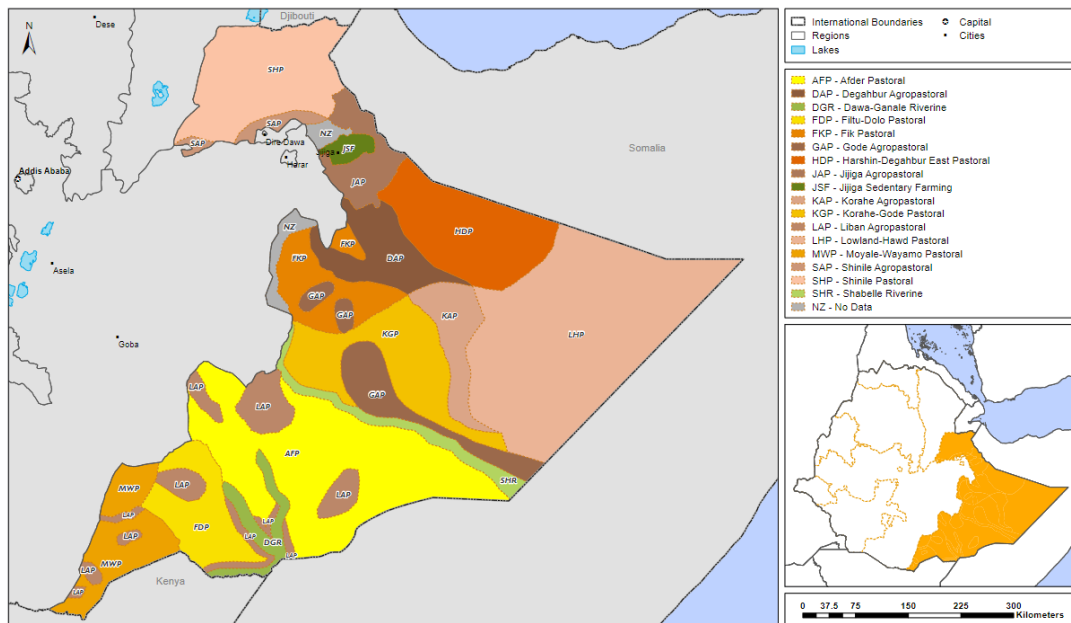 Djibouti
Dese
N
SHP
SAP
SAP
NZ
Dire Dawa
JSF
Jijiga
Harar
Somalia
Addis Ababa
JAP
NZ
FKP
HDP
FKP
DAP
Asela
GAP
GAP
KAP
KGP
LHP
Goba
LAP
GAP
LAP
AFP
SHR
MWP
LAP
LAP
LAP
LAP
FDP
LAP
LAP
DGR
LAP
MWP
LAP
LAP
Kenya
International Boundaries
Capital
Regions
Cities
Lakes
AFP - Afder Pastoral
DAP - Degahbur Agropastoral
DGR - Dawa-Ganale Riverine
FDP - Filtu-Dolo Pastoral
FKP - Fik Pastoral
GAP - Gode Agropastoral
HDP - Harshin-Degahbur East Pastoral
JAP - Jijiga Agropastoral
JSF - Jijiga Sedentary Farming
KAP - Korahe Agropastoral
KGP - Korahe-Gode Pastoral
LAP - Liban Agropastoral
LHP - Lowland-Hawd Pastoral
MWP - Moyale-Wayamo Pastoral
SAP - Shinile Agropastoral
SHP - Shinile Pastoral
SHR - Shabelle Riverine
NZ - No Data
0 37.5 75 150 225 300
Kilometers